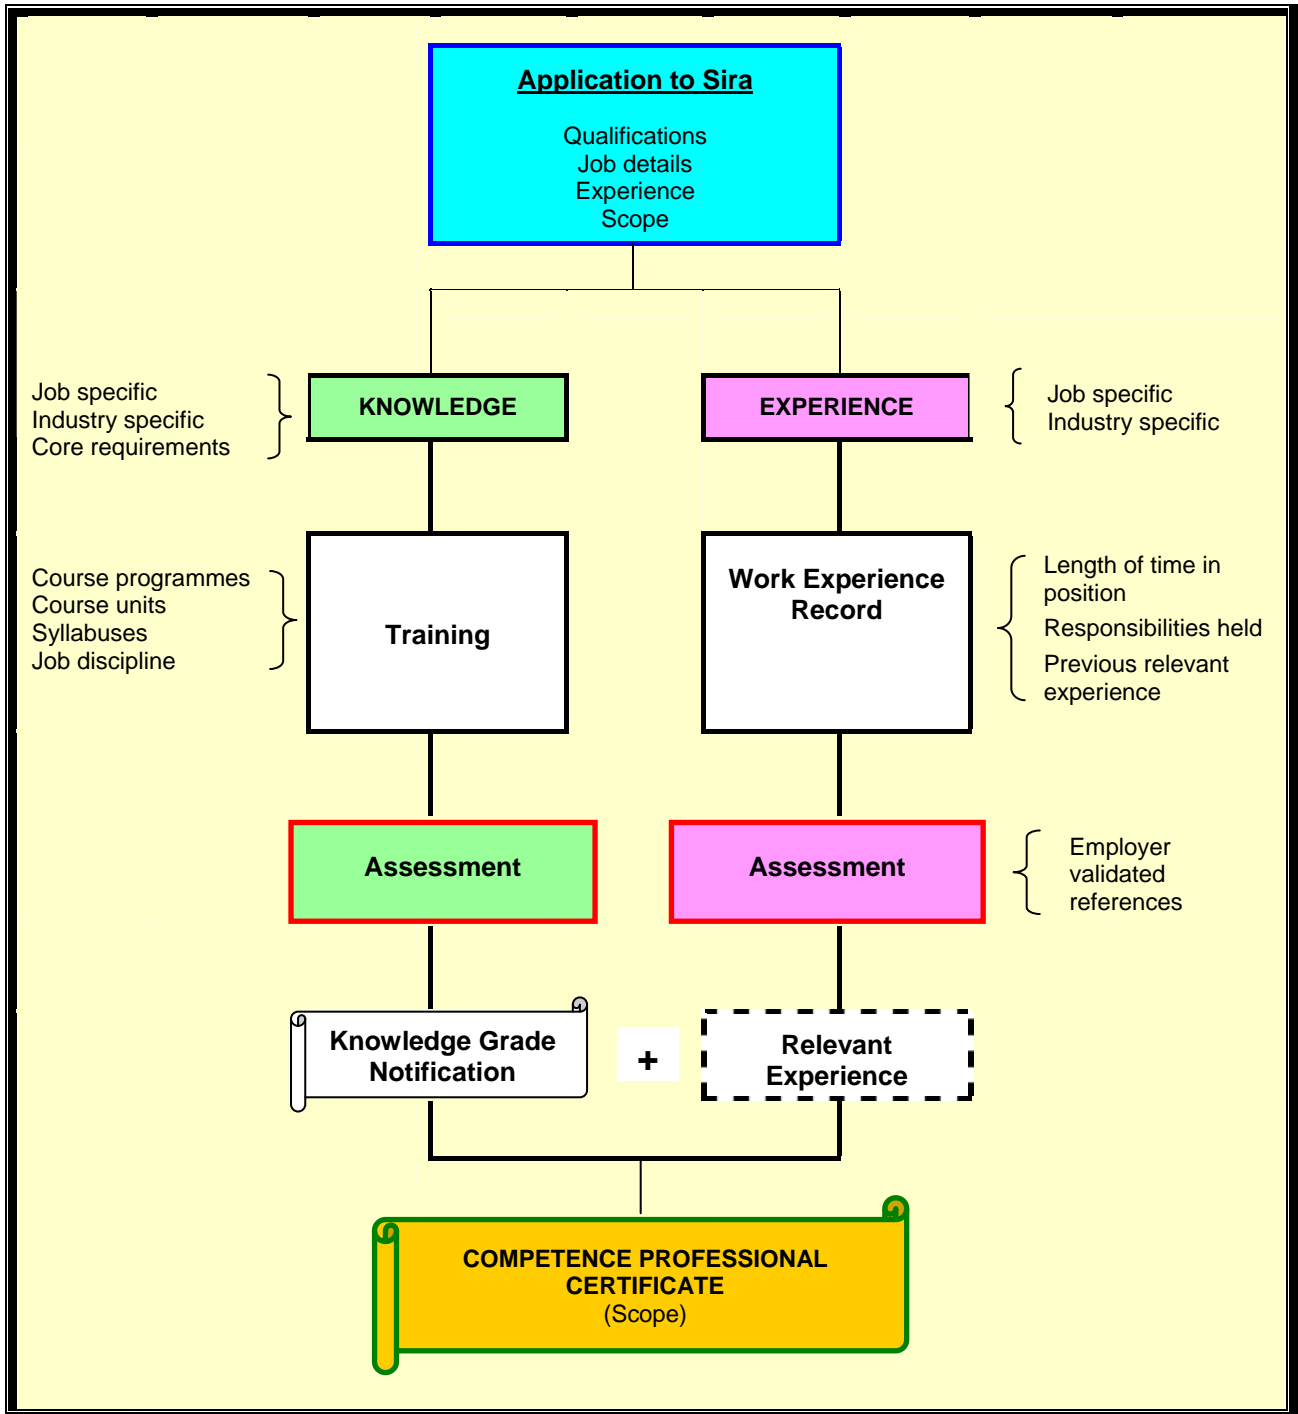 Application to Sira
Qualifications
Job details
Experience
Scope
Job specific
Industry specific
Core requirements
KNOWLEDGE
EXPERIENCE
Job specific
Industry specific
Course programmes
Course units
Syllabuses
Job discipline
Training
Work Experience
Record
Length of time in
position
Responsibilities held
Previous relevant
experience
Assessment
Assessment
Employer
validated
references
Knowledge Grade
Notification
+
Relevant
Experience
COMPETENCE PROFESSIONAL
CERTIFICATE
(Scope)